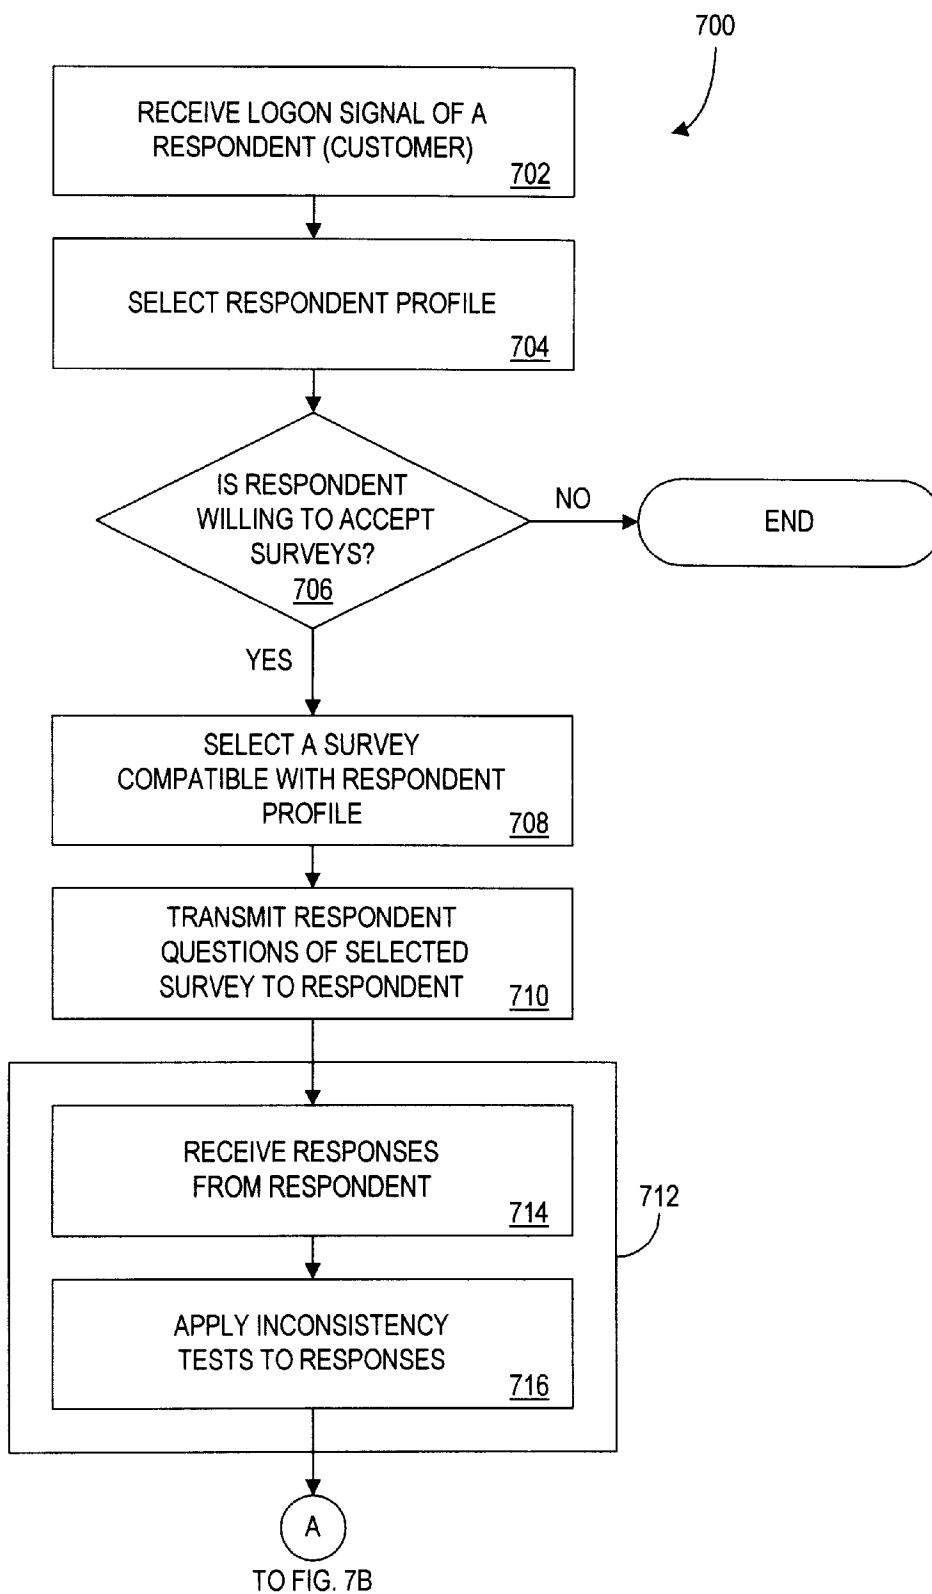 700
RECEIVE LOGON SIGNAL OF A
RESPONDENT (CUSTOMER)
702
SELECT RESPONDENT PROFILE
704
IS RESPONDENT
WILLING TO ACCEPT
SURVEYS?
706
NO
END
YES
SELECT A SURVEY
COMPATIBLE WITH RESPONDENT
PROFILE
708
TRANSMIT RESPONDENT
QUESTIONS OF SELECTED
SURVEY TO RESPONDENT
710
RECEIVE RESPONSES
FROM RESPONDENT
714
712
APPLY INCONSISTENCY
TESTS TO RESPONSES
716
A
TO FIG. 7B